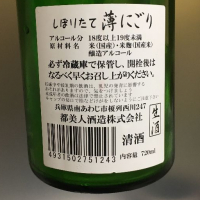 しぼりたて 薄にごり
アルコール分 18度以上19度未満
原材料名 米(国産)・米麹(国産米)
醸造アルコール
必ず冷蔵庫で保管し、開栓後は
なるべく早くお召し上がりください。
生酒
都美人酒造株式会社
兵庫県南あわじ市榎列西川247
清酒
4931502751243
内容量 720ml